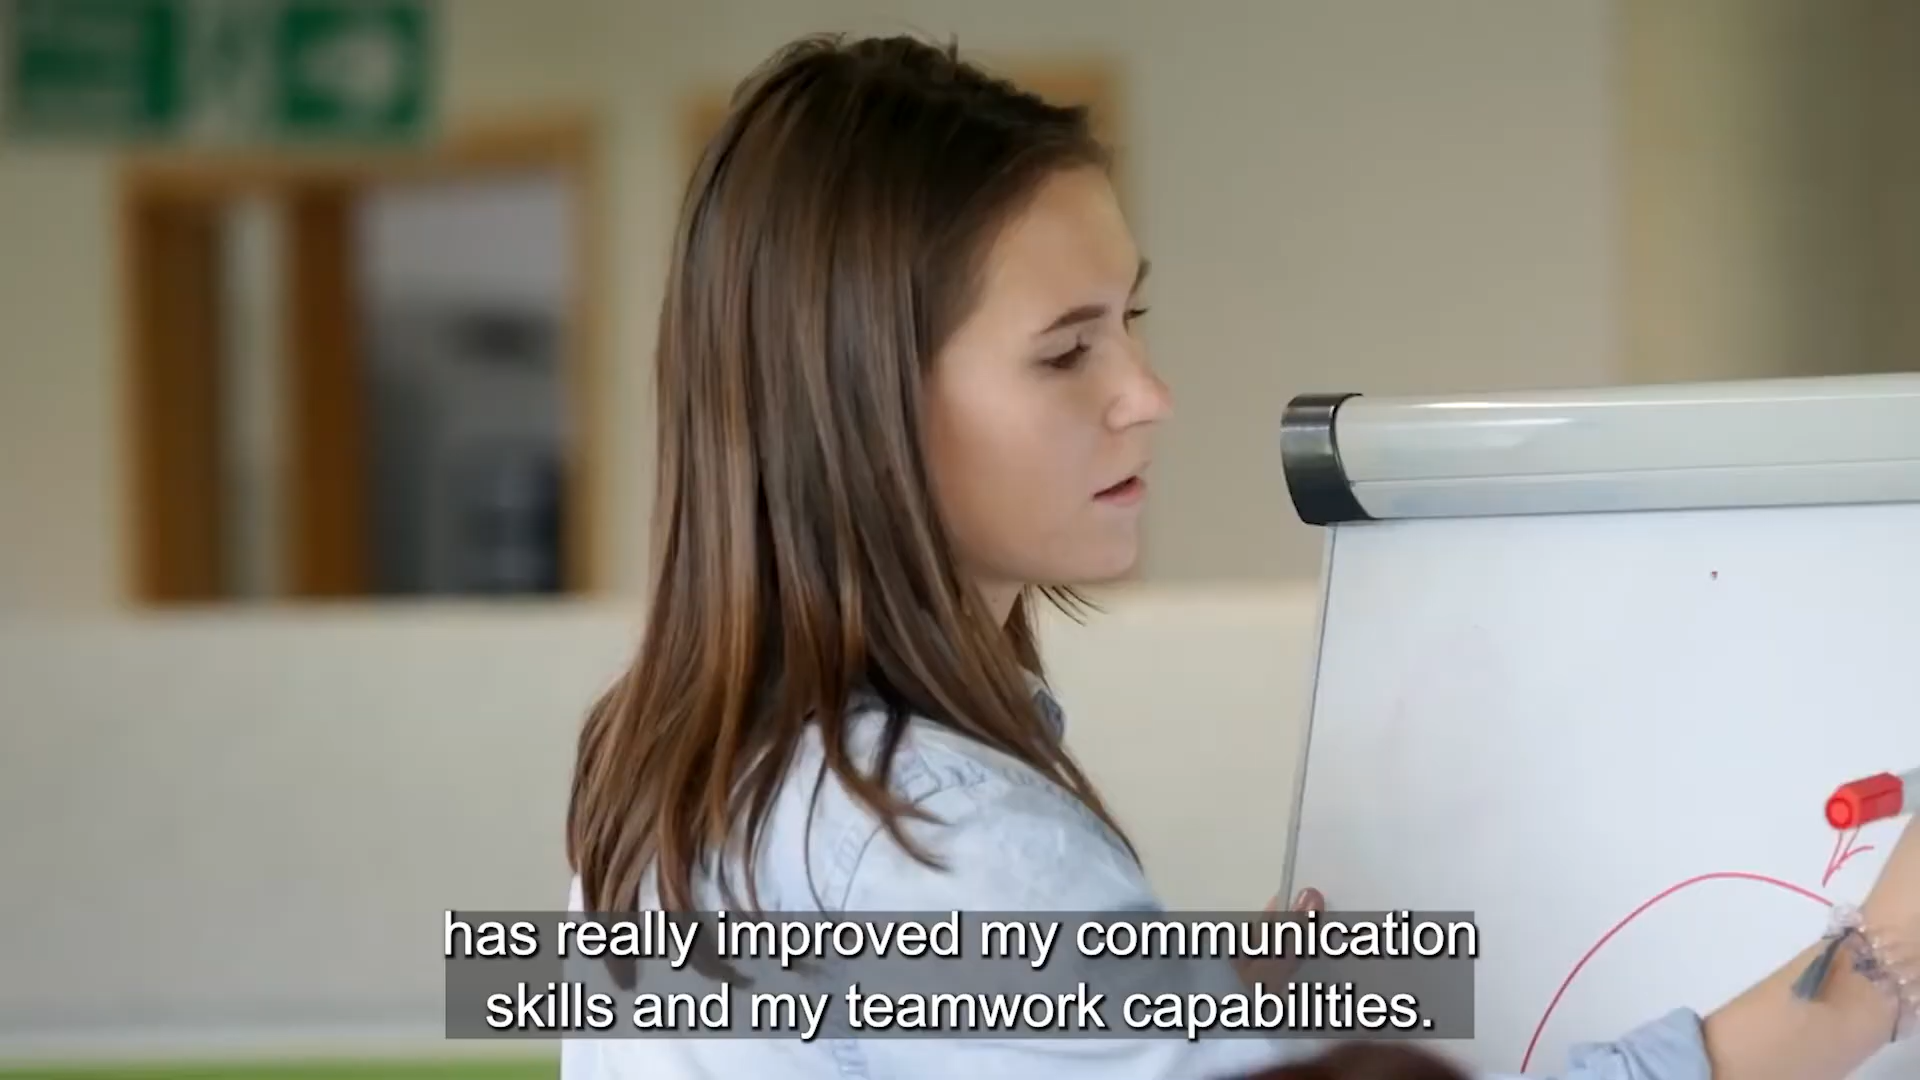 has really improved my communication
skills and my teamwork capabilities.